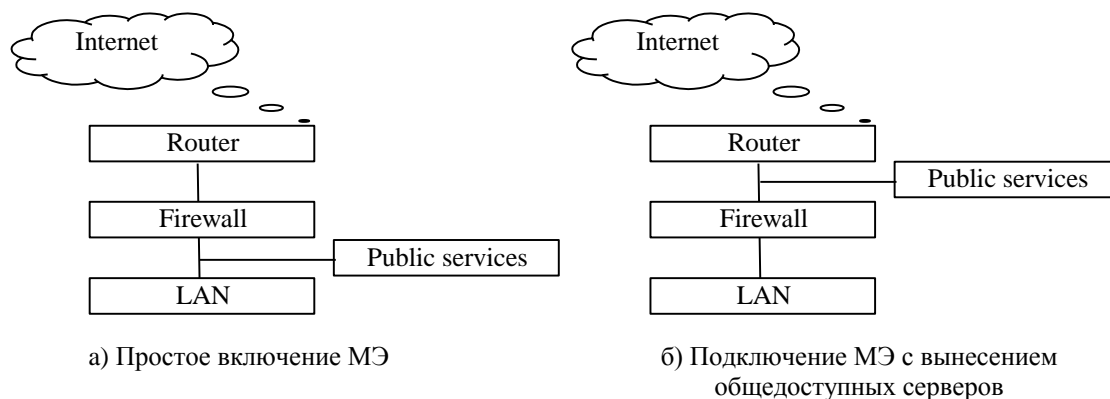 Internet
Router
Firewall
Public services
LAN
а) Простое включение МЭ
Internet
Router
Public services
Firewall
LAN
б) Подключение МЭ с вынесением
общедоступных серверов